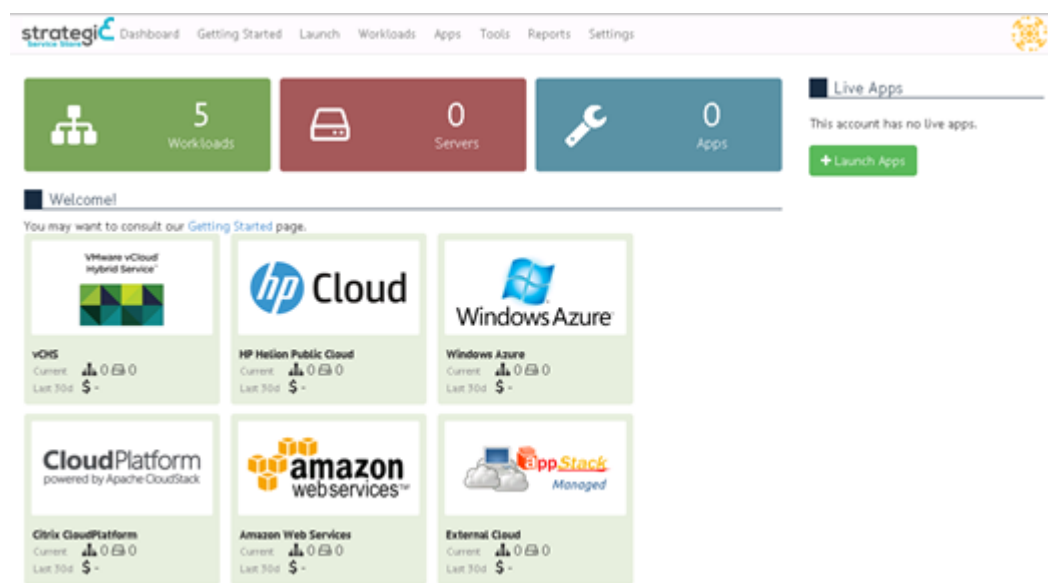 strategic Service Store Dashboard Getting Started Launch Workloads Apps Tools Reports Settings
5
Workloads
0
Servers
0
Apps
Live Apps
This account has no live apps.
+ Launch Apps
Welcome!
You may want to consult our Getting Started page.
VMware vCloud
Hybrid Service™
vCHS
Current 0 0
Last 30d $ -
hp Cloud
HP Helion Public Cloud
Current 0 0
Last 30d $ -
Windows Azure
Windows Azure
Current 0 0
Last 30d $ -
CloudPlatform
powered by Apache CloudStack
Citrix CloudPlatform
Current 0 0
Last 30d $ -
amazon
webservices™
Amazon Web Services
Current 0 0
Last 30d $ -
appStack
Managed
External Cloud
Current 0 0
Last 30d $ -